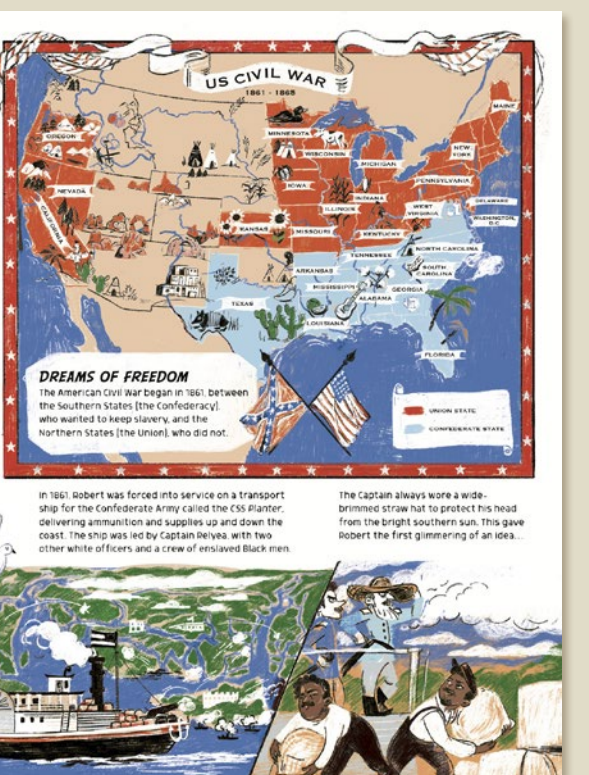 US CIVIL WAR
1861 - 1865
MAINE
OREGON
MINNESOTA
WISCONSIN
NEW YORK
MICHIGAN
NEVADA
IOWA
PENNSYLVANIA
CALIFORNIA
INDIANA
DELAWARE
ILLINOIS
WEST VIRGINIA
WASHINGTON, D.C
KANSAS
MISSOURI
KENTUCKY
TENNESSEE
NORTH CAROLINA
ARKANSAS
SOUTH CAROLINA
MISSISSIPPI
GEORGIA
ALABAMA
TEXAS
LOUISIANA
FLORIDA
DREAMS OF FREEDOM
The American Civil War began in 1861, between
the Southern States (the Confederacy),
who wanted to keep slavery, and the
Northern States (the Union), who did not.
UNION STATE
CONFEDERATE STATE
In 1861, Robert was forced into service on a transport
ship for the Confederate Army called the CSS Planter,
delivering ammunition and supplies up and down the
coast. The ship was led by Captain Relyea, with two
other white officers and a crew of enslaved Black men.
The Captain always wore a wide-
brimmed straw hat to protect his head
from the bright southern sun. This gave
Robert the first glimmering of an idea...